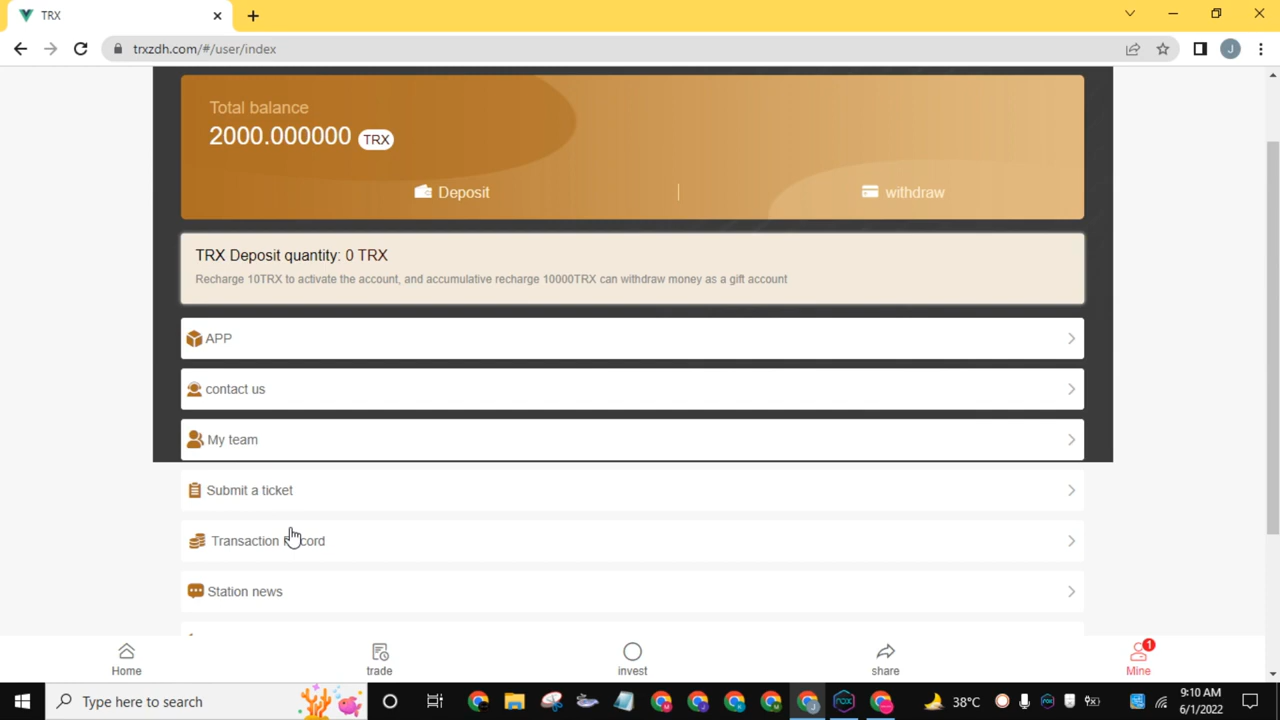 TRX
trxzdh.com/#/user/index
J
Total balance
2000.000000 TRX
Deposit
withdraw
TRX Deposit quantity: 0 TRX
Recharge 10TRX to activate the account, and accumulative recharge 10000TRX can withdraw money as a gift account
APP
contact us
My team
Submit a ticket
Transaction Record
Station news
Home
trade
invest
share
1
Mine
Type here to search
38°C
9:10 AM
6/1/2022